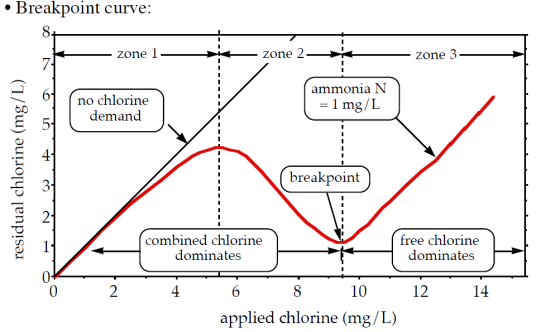 • Breakpoint curve:
8
7
6
5
4
3
2
1
0
residual chlorine (mg/L)
zone 1
zone 2
zone 3
no chlorine
demand
ammonia N
= 1 mg/L
breakpoint
combined chlorine
dominates
free chlorine
dominates
0 2 4 6 8 10 12 14
applied chlorine (mg/L)